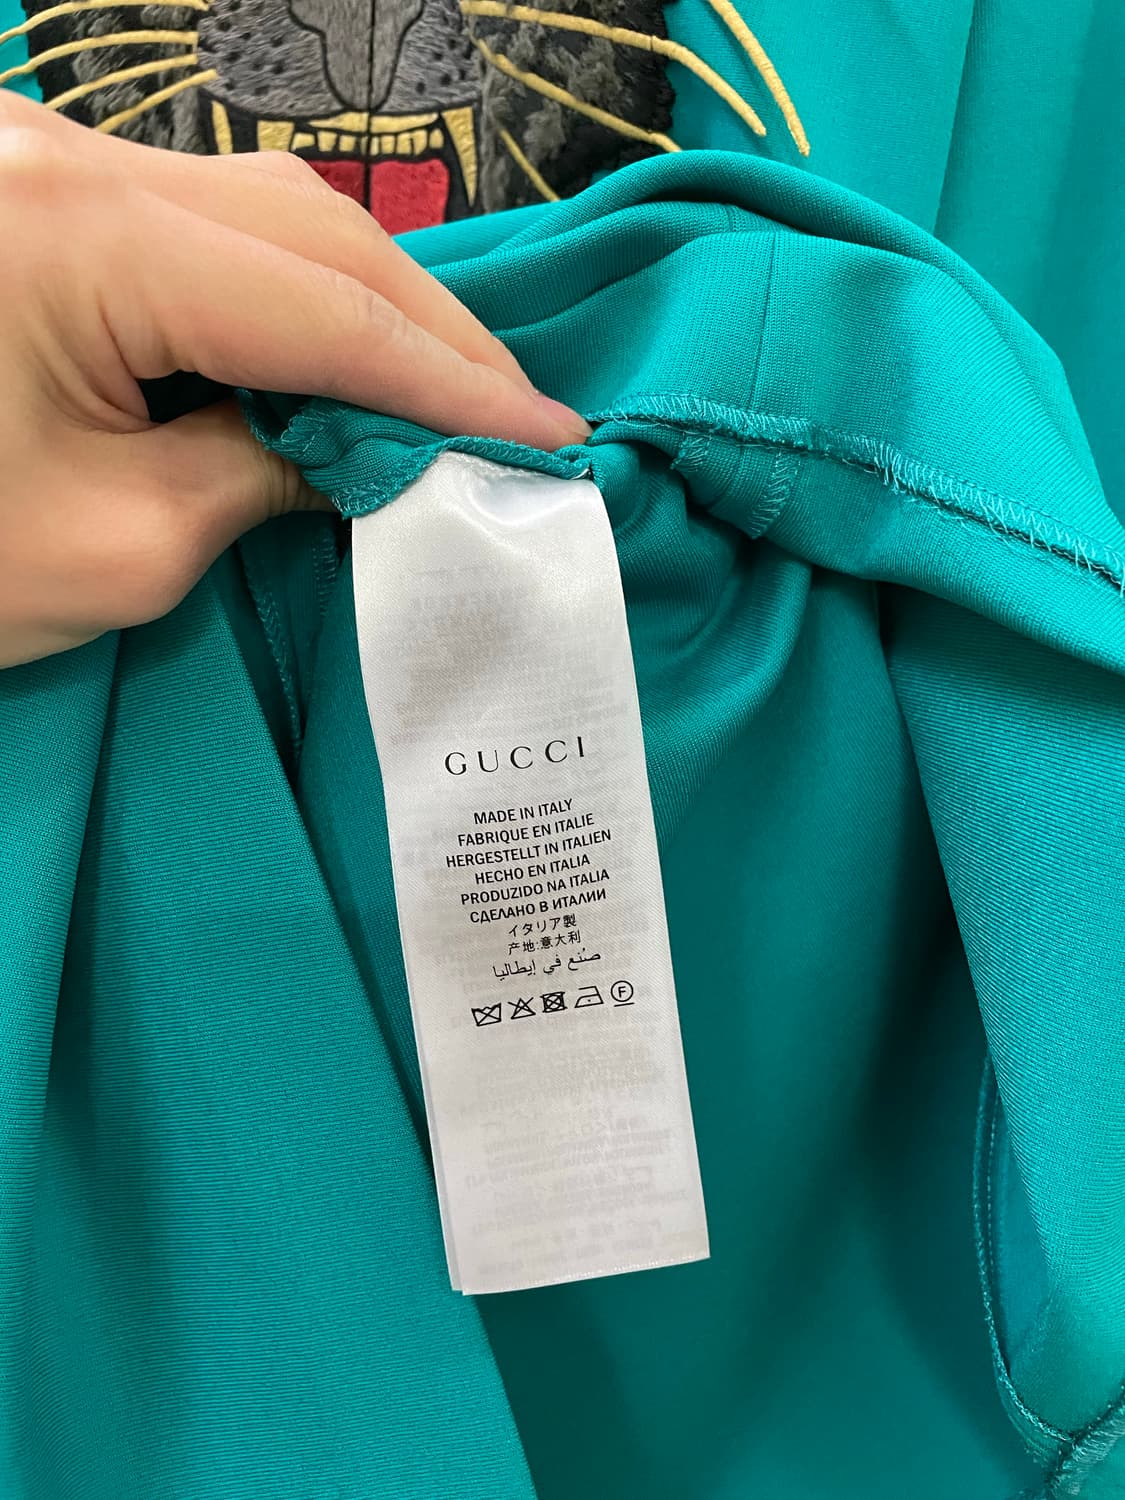 GUCCI
MADE IN ITALY
FABRIQUE EN ITALIE
HERGESTELLT IN ITALIEN
HECHO EN ITALIA
PRODUZIDO NA ITALIA
СДЕЛАНО В ИТАЛИИ
イタリア製
产地:意大利
صُنع في إيطاليا
F